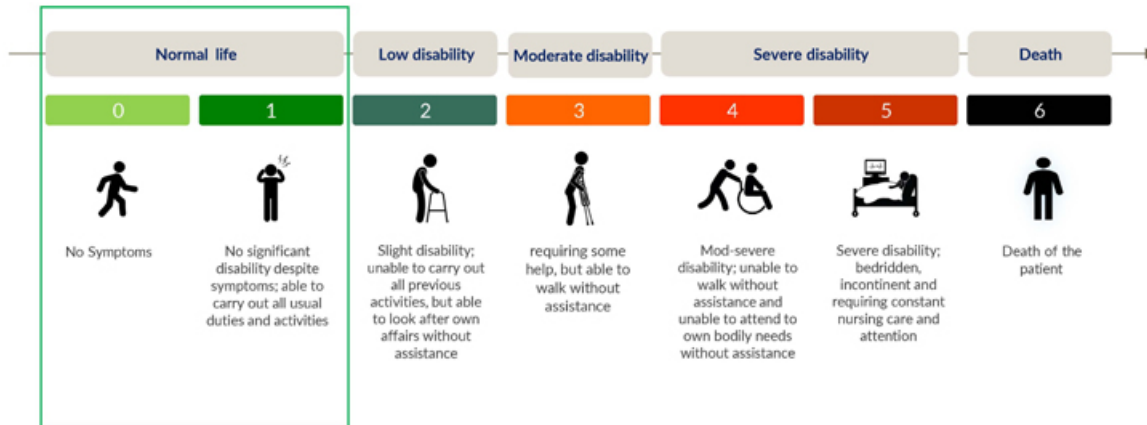 Normal life
Low disability
Moderate disability
Severe disability
Death
0
1
2
3
4
5
6
No Symptoms
No significant
disability despite
symptoms; able to
carry out all usual
duties and activities
Slight disability;
unable to carry out
all previous
activities, but able
to look after own
affairs without
assistance
requiring some
help, but able to
walk without
assistance
Mod-severe
disability; unable to
walk without
assistance and
unable to attend to
own bodily needs
without assistance
Severe disability;
bedridden,
incontinent and
requiring constant
nursing care and
attention
Death of the
patient